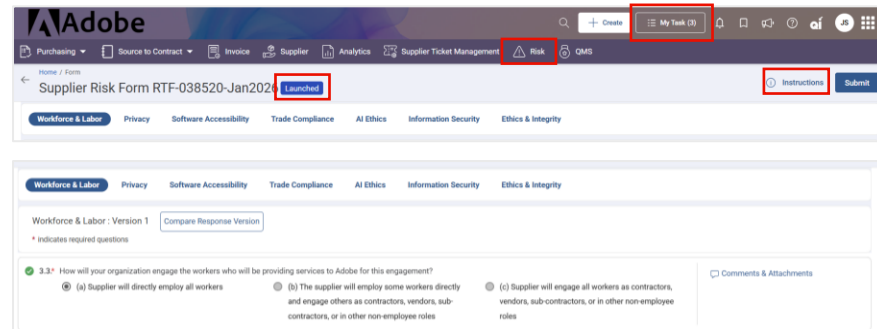 Adobe
+ Create
My Task (3)
aí
JS
Purchasing
Source to Contract
Invoice
Supplier
Analytics
Supplier Ticket Management
Risk
QMS
Home / Form
Supplier Risk Form RTF-038520-Jan2026 Launched
Instructions
Submit
Workforce & Labor Privacy Software Accessibility Trade Compliance AI Ethics Information Security Ethics & Integrity
Workforce & Labor Privacy Software Accessibility Trade Compliance AI Ethics Information Security Ethics & Integrity
Workforce & Labor : Version 1 Compare Response Version
* Indicates required questions
3.3.* How will your organization engage the workers who will be providing services to Adobe for this engagement?
Comments & Attachments
(a) Supplier will directly employ all workers
(b) The supplier will employ some workers directly
and engage others as contractors, vendors, sub-
contractors, or in other non-employee roles
(c) Supplier will engage all workers as contractors,
vendors, sub-contractors, or in other non-employee
roles